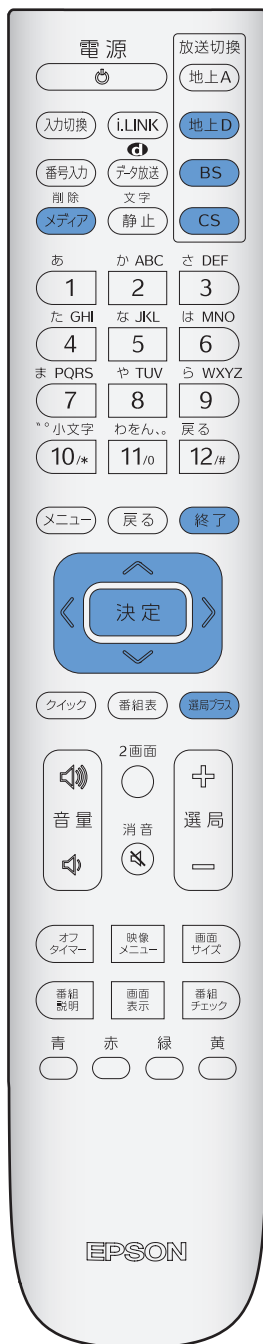 電源
放送切換
地上A
入力切換 i.LINK 地上D
d
番号入力 データ放送 BS
削除 文字
メディア 静止 CS
あ か ABC さ DEF
1 2 3
た GHI な JKL は MNO
4 5 6
ま PQRS や TUV ら WXYZ
7 8 9
゛゜小文字 わをん、。 戻る
10/* 11/0 12/#
メニュー 戻る 終了
決定
クイック 番組表 選局プラス
2画面
音量 消音 選局
オフ
タイマー
映像
メニュー
画面
サイズ
番組
説明
画面
表示
番組
チェック
青 赤 緑 黄
EPSON